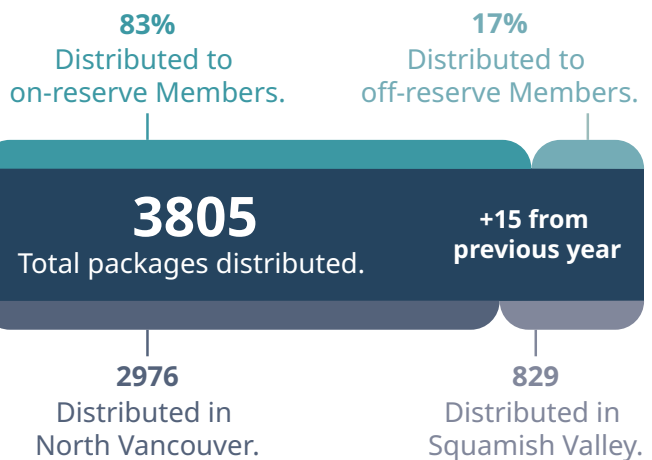 83%
Distributed to
on-reserve Members.
17%
Distributed to
off-reserve Members.
3805
Total packages distributed.
+15 from
previous year
2976
Distributed in
North Vancouver.
829
Distributed in
Squamish Valley.